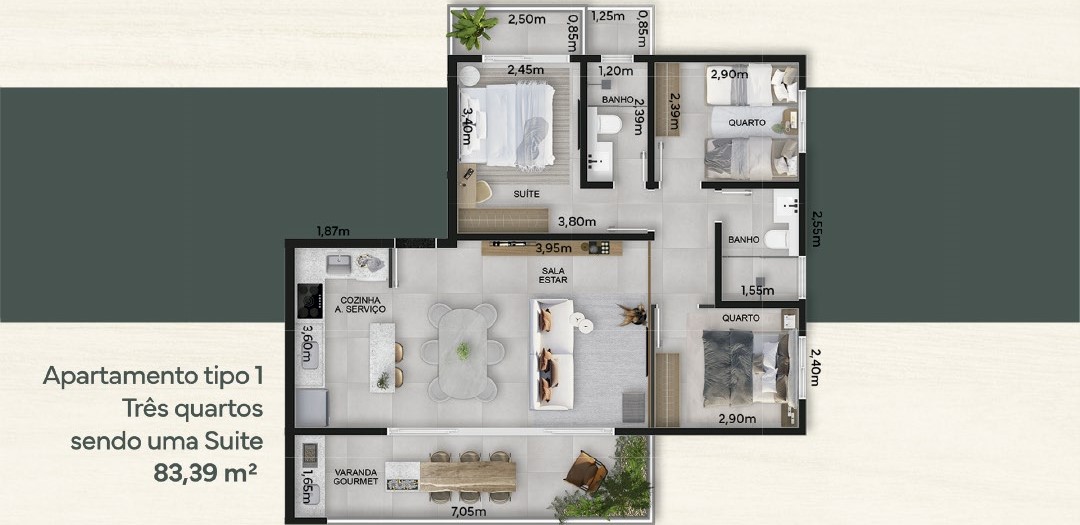 2,50m
0,85m
1,25m
0,85m
2,45m
1,20m
2,90m
BANHO
2,39m
2,39m
3,40m
QUARTO
SUÍTE
3,80m
2,55m
1,87m
3,95m
BANHO
SALA
ESTAR
1,55m
COZINHA
A. SERVIÇO
QUARTO
3,60m
2,40m
2,90m
Apartamento tipo 1
Três quartos
sendo uma Suite
83,39 m²
1,65m
VARANDA
GOURMET
7,05m